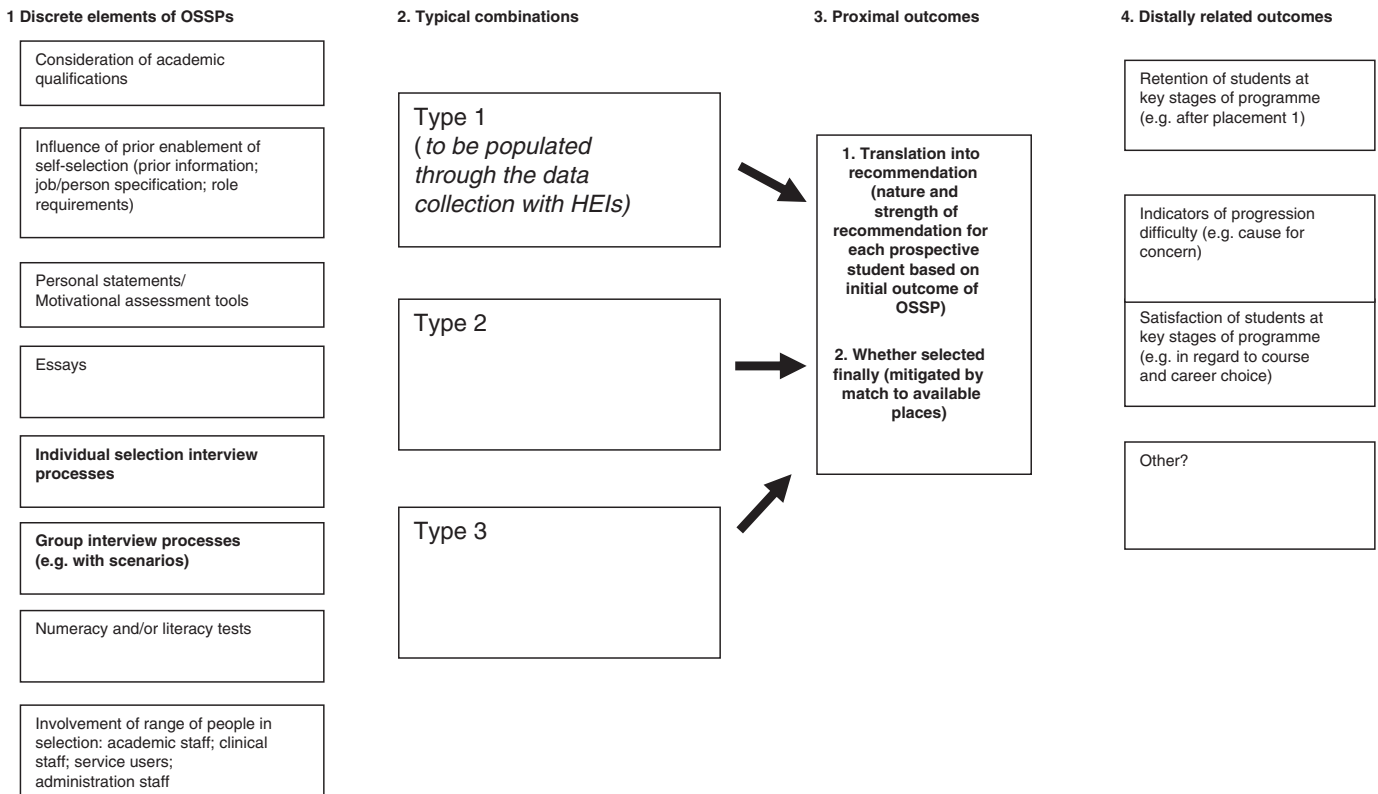 1 Discrete elements of OSSPs
Consideration of academic
qualifications
Influence of prior enablement of
self-selection (prior information;
job/person specification; role
requirements)
Personal statements/
Motivational assessment tools
Essays
Individual selection interview
processes
Group interview processes
(e.g. with scenarios)
Numeracy and/or literacy tests
Involvement of range of people in
selection: academic staff; clinical
staff; service users;
administration staff
2. Typical combinations
Type 1
(to be populated
through the data
collection with HEIs)
Type 2
Type 3
3. Proximal outcomes
1. Translation into
recommendation
(nature and
strength of
recommendation for
each prospective
student based on
initial outcome of
OSSP)
2. Whether selected
finally (mitigated by
match to available
places)
4. Distally related outcomes
Retention of students at
key stages of programme
(e.g. after placement 1)
Indicators of progression
difficulty (e.g. cause for
concern)
Satisfaction of students at
key stages of programme
(e.g. in regard to course
and career choice)
Other?